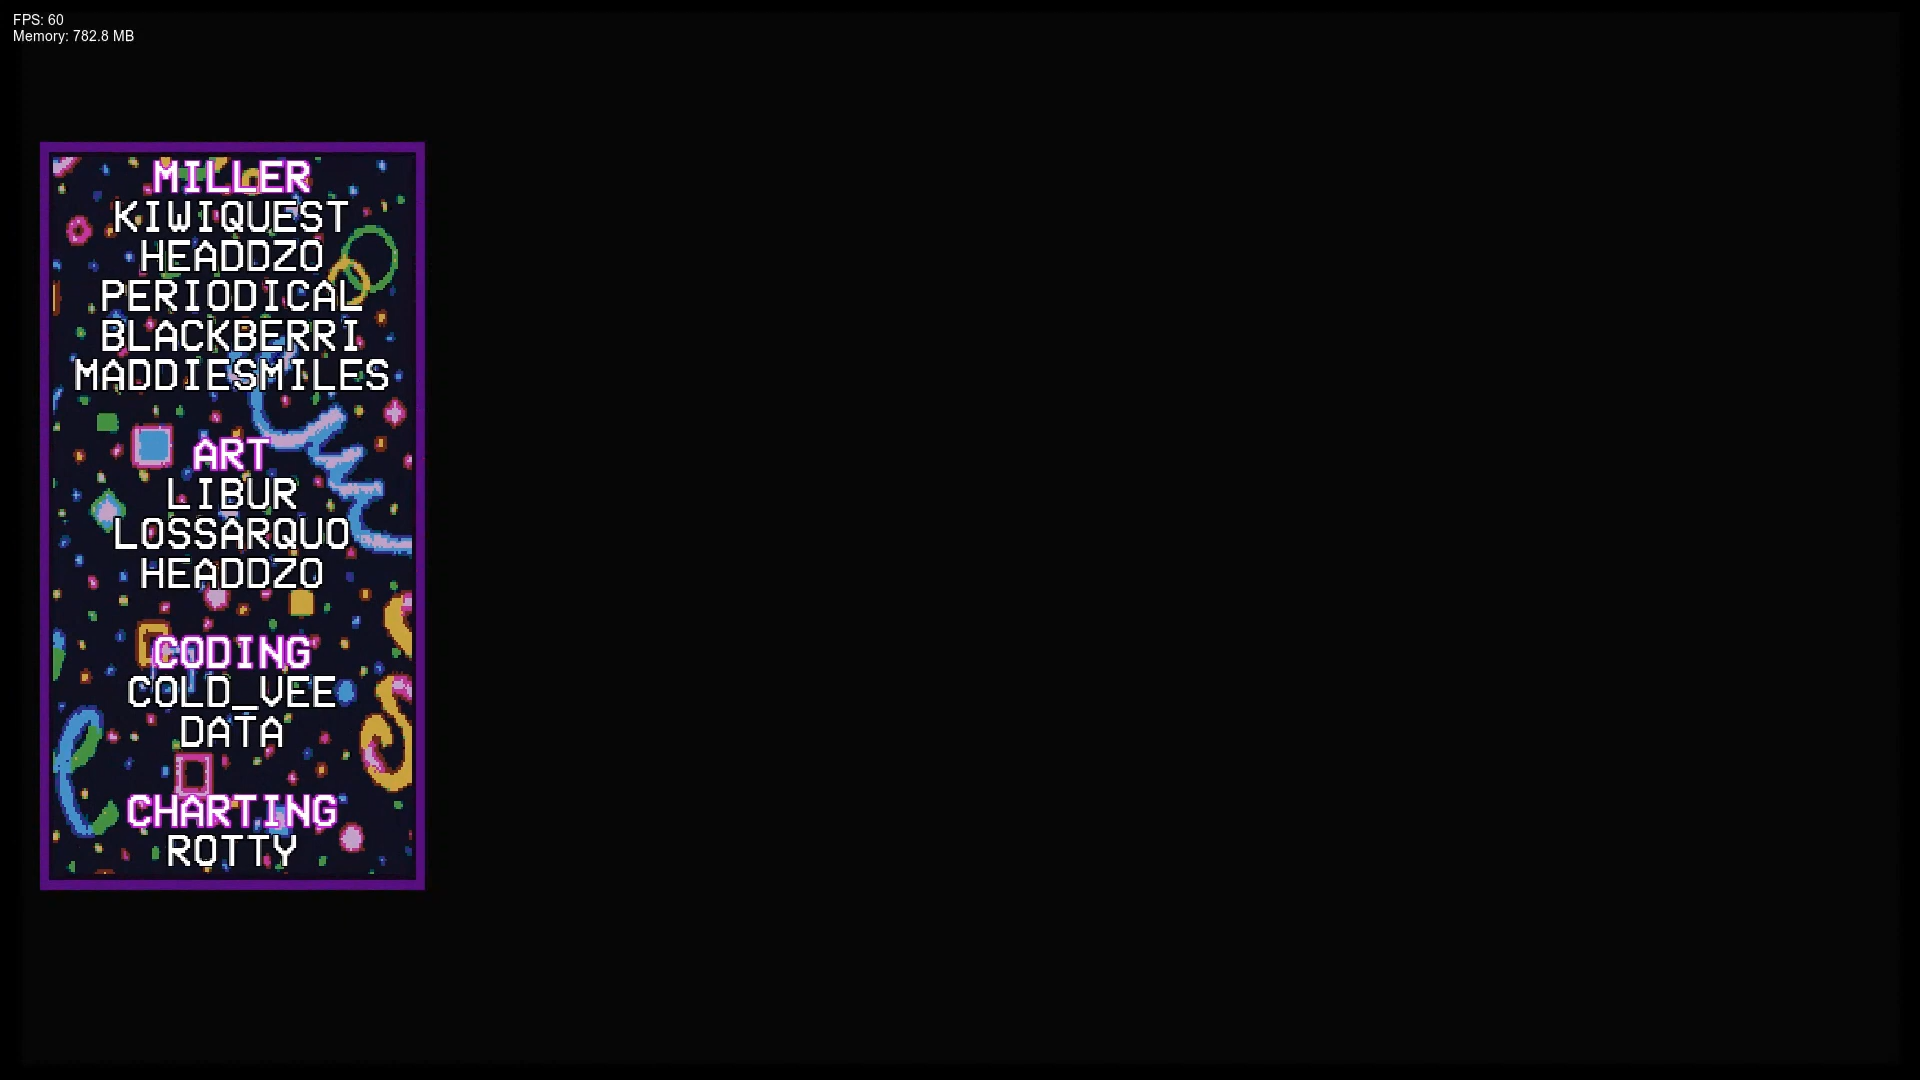 FPS: 60
Memory: 782.8 MB
MILLER
KIWIQUEST
HEADDZO
PERIODICAL
BLACKBERRI
MADDIESMILES
ART
LIBUR
LOSSARQUO
HEADDZO
CODING
COLD_VEE
DATA
CHARTING
ROTTY